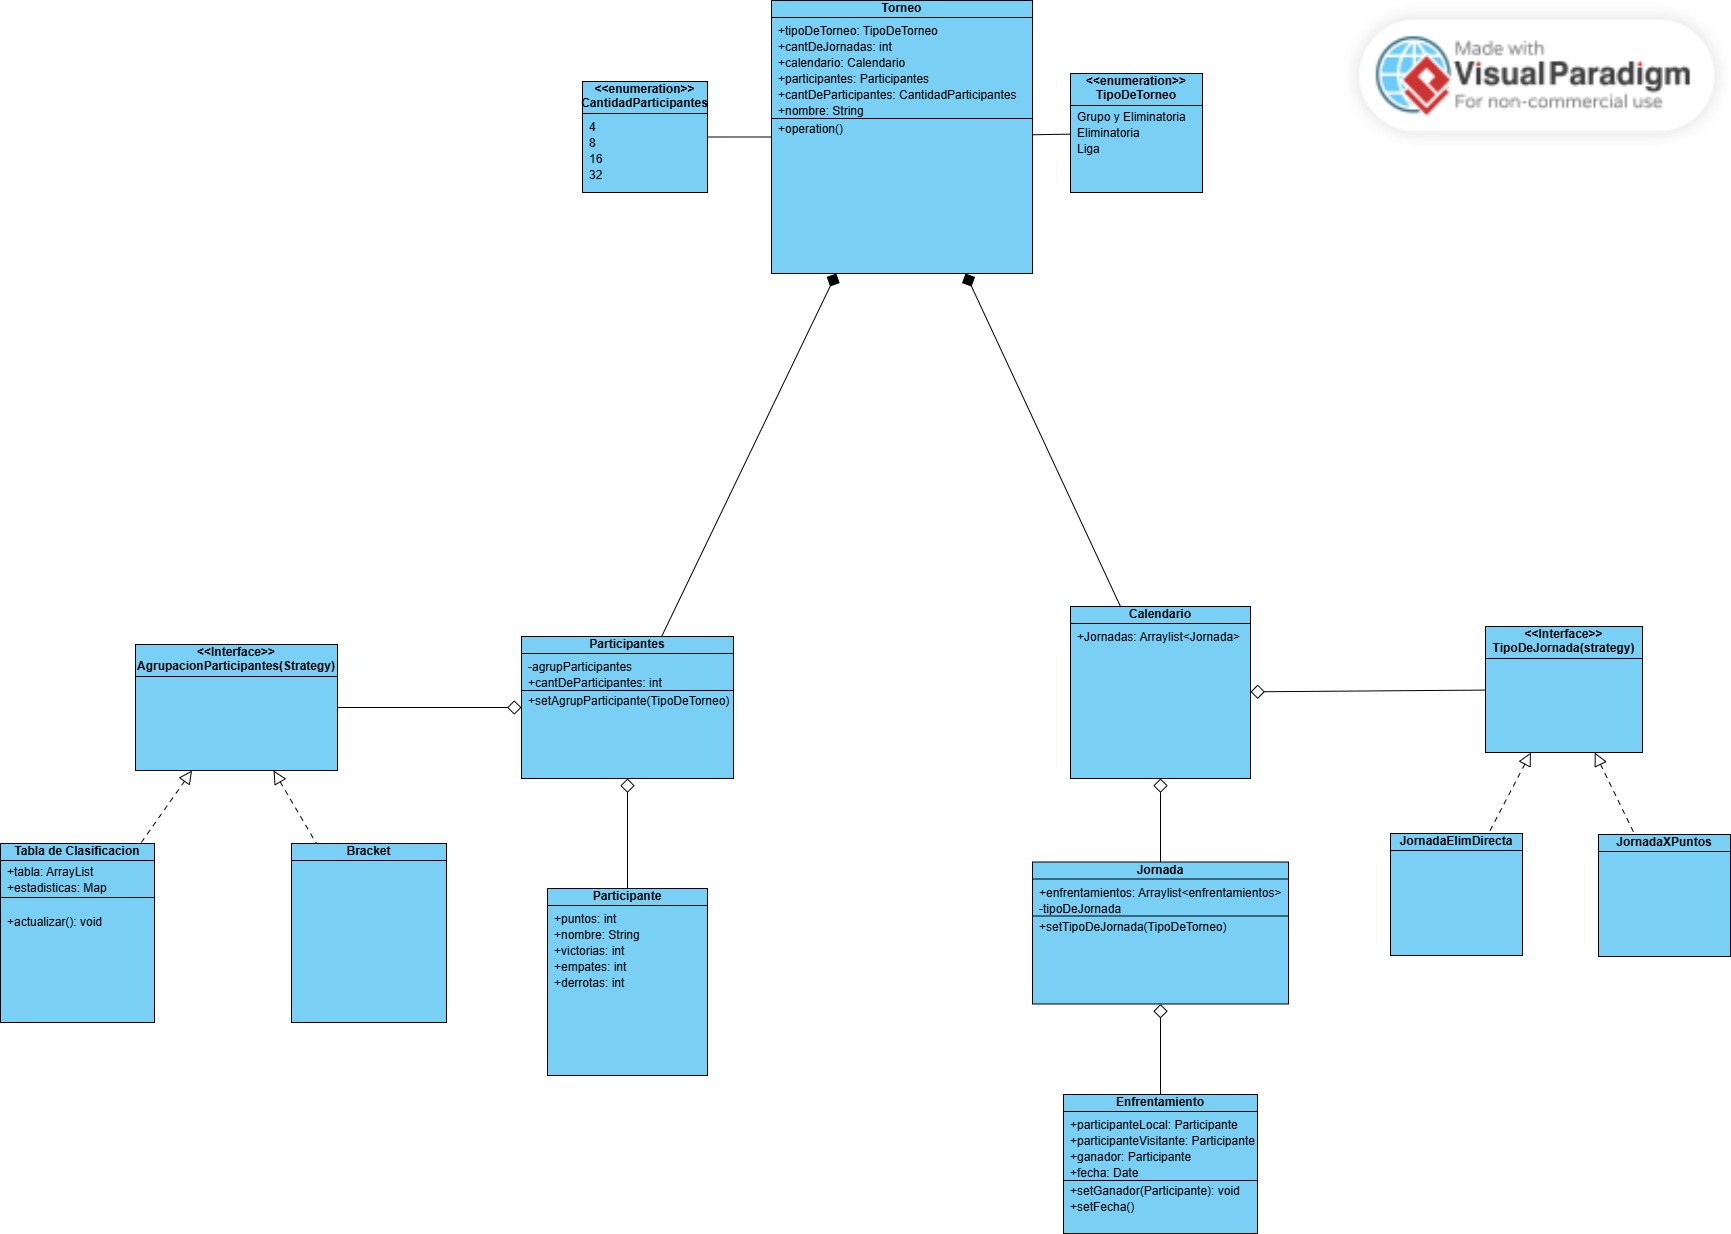 Torneo
+tipoDeTorneo: TipoDeTorneo
+cantDeJornadas: int
+calendario: Calendario
+participantes: Participantes
+cantDeParticipantes: CantidadParticipantes
+nombre: String
+operation()
<<enumeration>>
CantidadParticipantes
4
8
16
32
<<enumeration>>
TipoDeTorneo
Grupo y Eliminatoria
Eliminatoria
Liga
Made with
Visual Paradigm
For non-commercial use
<<Interface>>
AgrupacionParticipantes(Strategy)
Participantes
-agrupParticipantes
+cantDeParticipantes: int
+setAgrupParticipante(TipoDeTorneo)
Calendario
+Jornadas: Arraylist<Jornada>
<<Interface>>
TipoDeJornada(strategy)
Tabla de Clasificacion
+tabla: ArrayList
+estadisticas: Map
+actualizar(): void
Bracket
Participante
+puntos: int
+nombre: String
+victorias: int
+empates: int
+derrotas: int
Jornada
+enfrentamientos: Arraylist<enfrentamientos>
-tipoDeJornada
+setTipoDeJornada(TipoDeTorneo)
JornadaElimDirecta
JornadaXPuntos
Enfrentamiento
+participanteLocal: Participante
+participanteVisitante: Participante
+ganador: Participante
+fecha: Date
+setGanador(Participante): void
+setFecha()